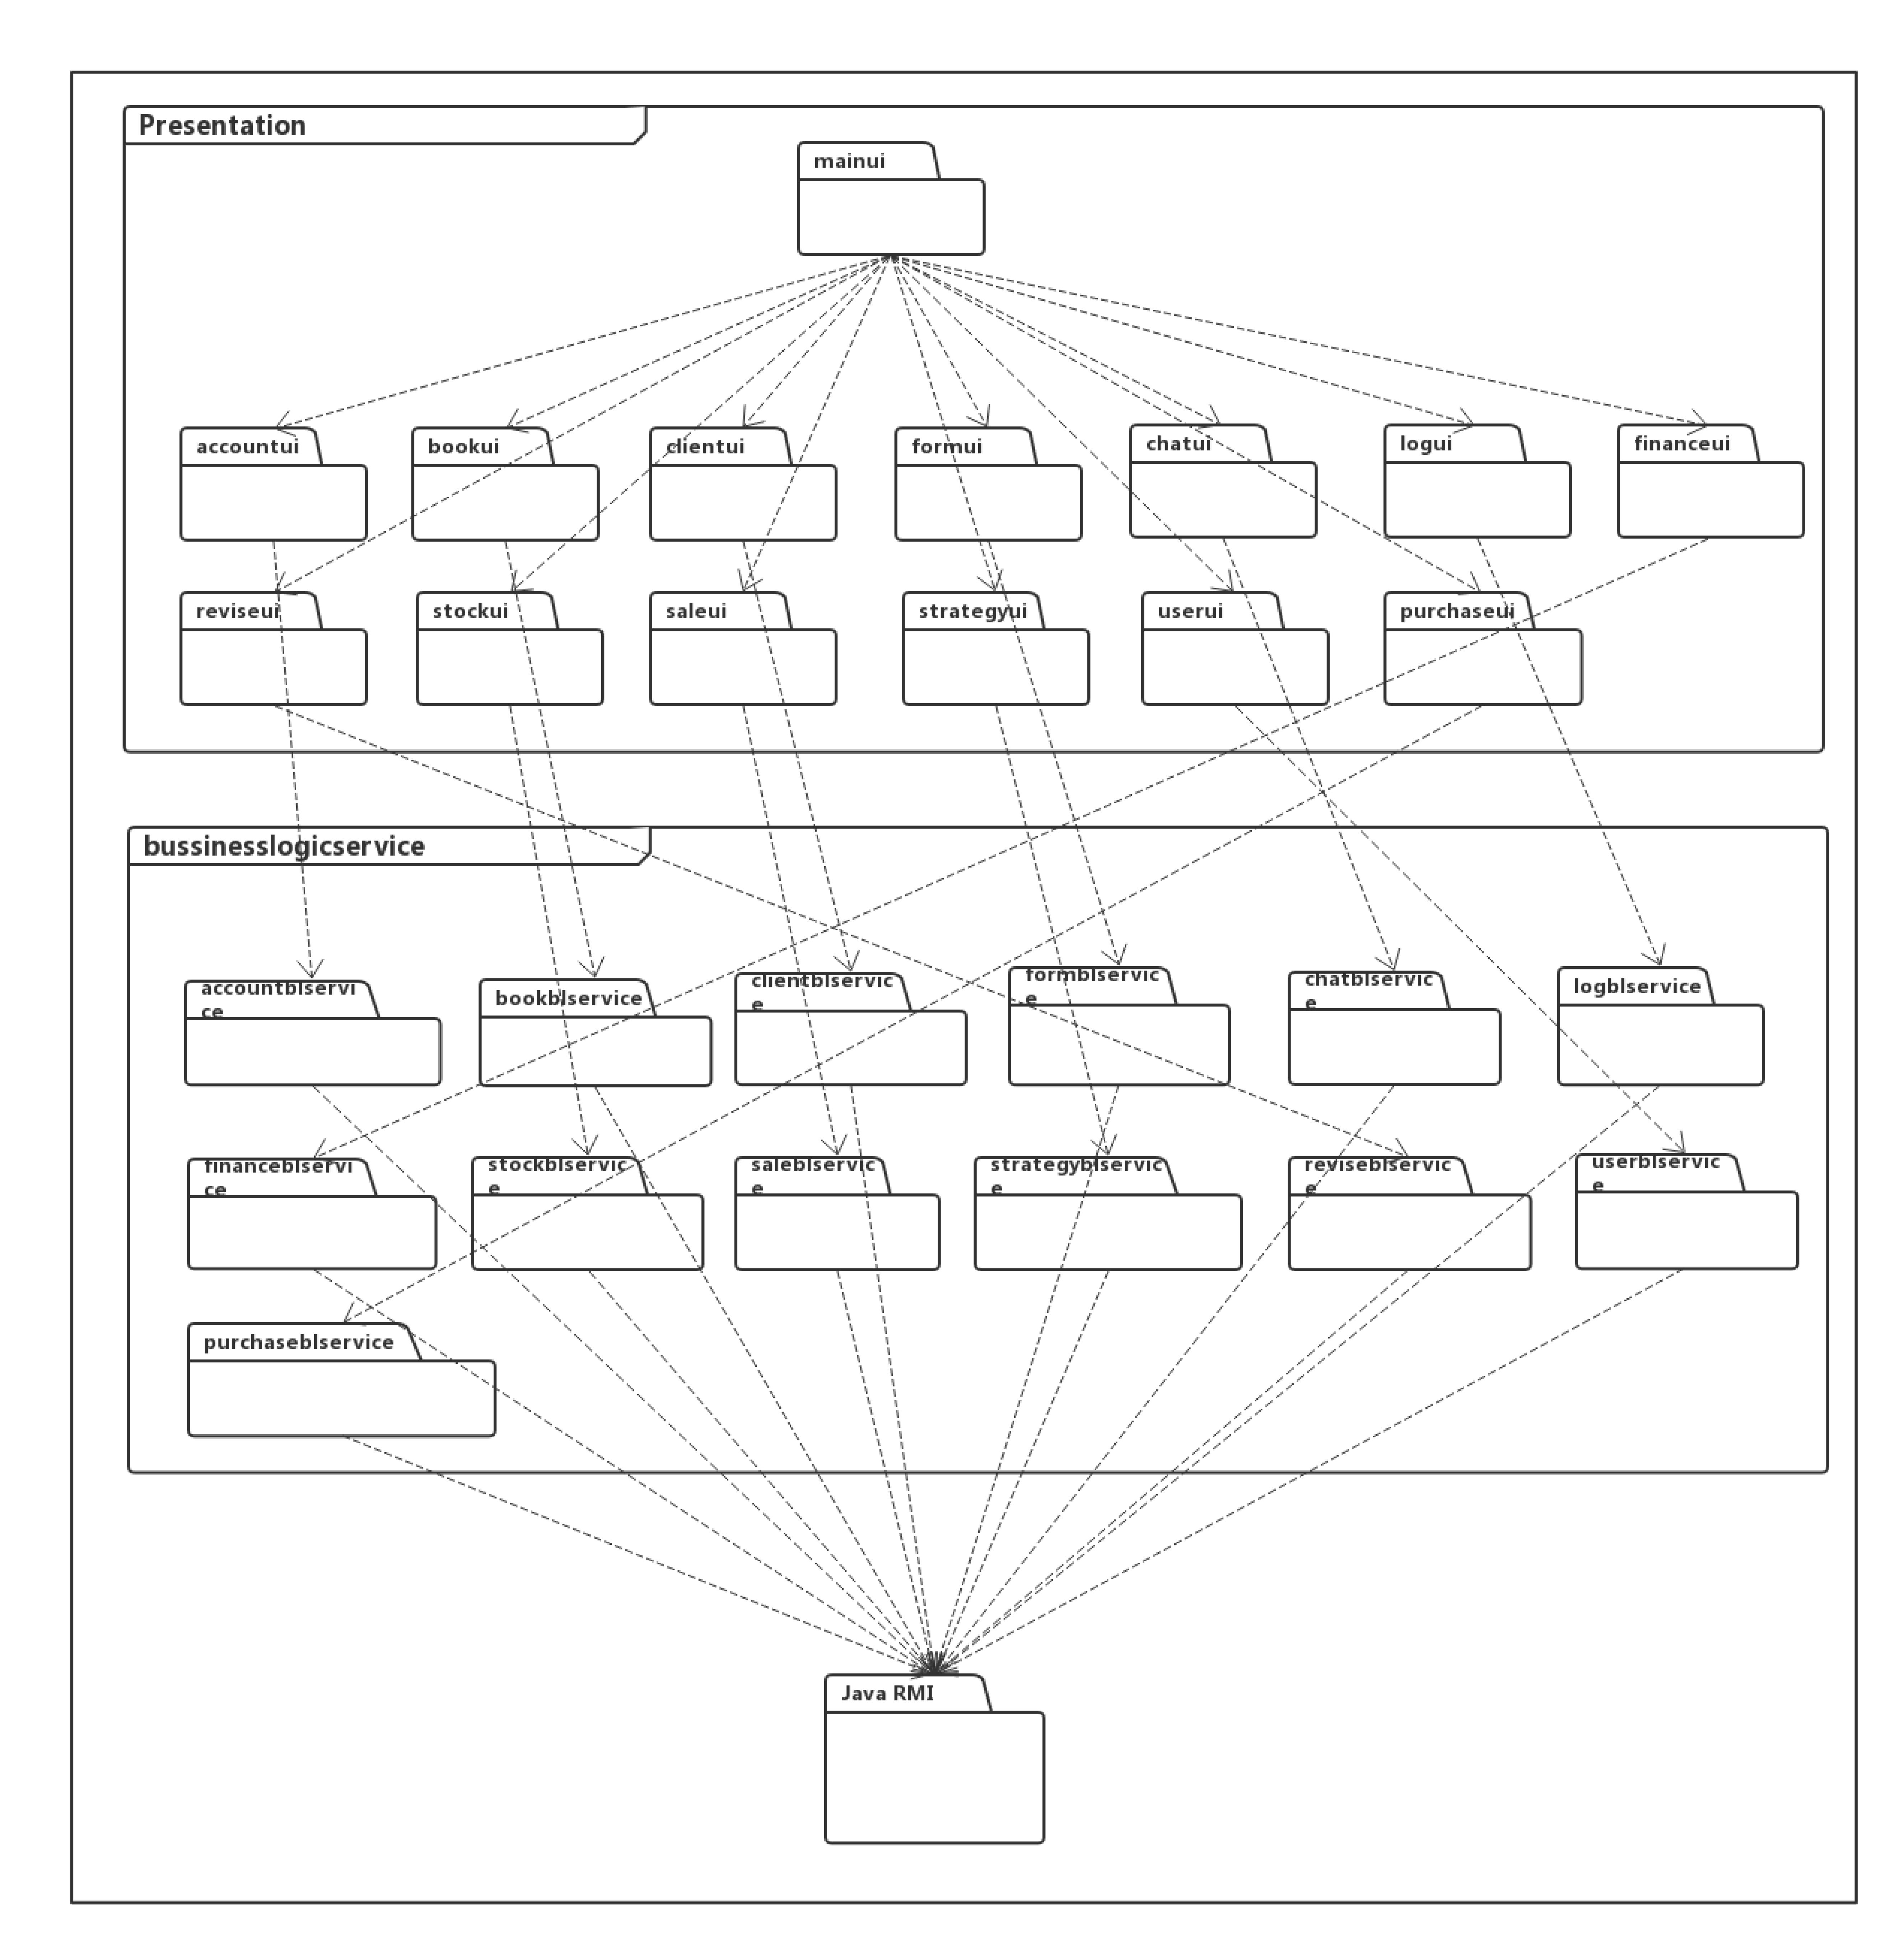 Presentation
mainui
accountui
bookui
clientui
formui
chatui
logui
financeui
reviseui
stockui
saleui
strategyui
userui
purchaseui
bussinesslogicservice
accountblservi
ce
bookblservice
clientblservic
e
formblservic
e
chatblservic
e
logblservice
financeblservi
ce
stockblservic
e
saleblservic
e
strategyblservic
e
reviseblservic
e
userblservic
e
purchaseblservice
Java RMI